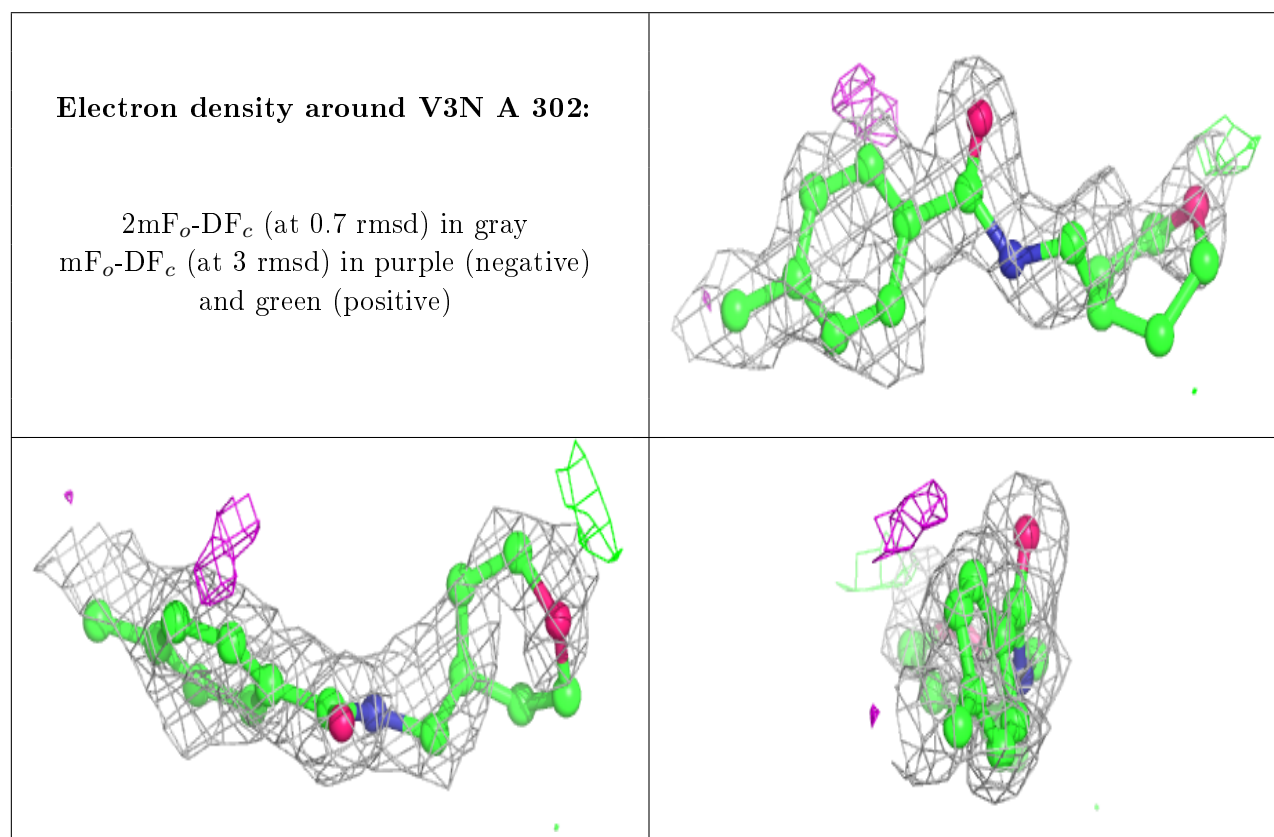 Electron density around V3N A 302:
2mFₒ-DF𝒸 (at 0.7 rmsd) in gray
mFₒ-DF𝒸 (at 3 rmsd) in purple (negative)
and green (positive)